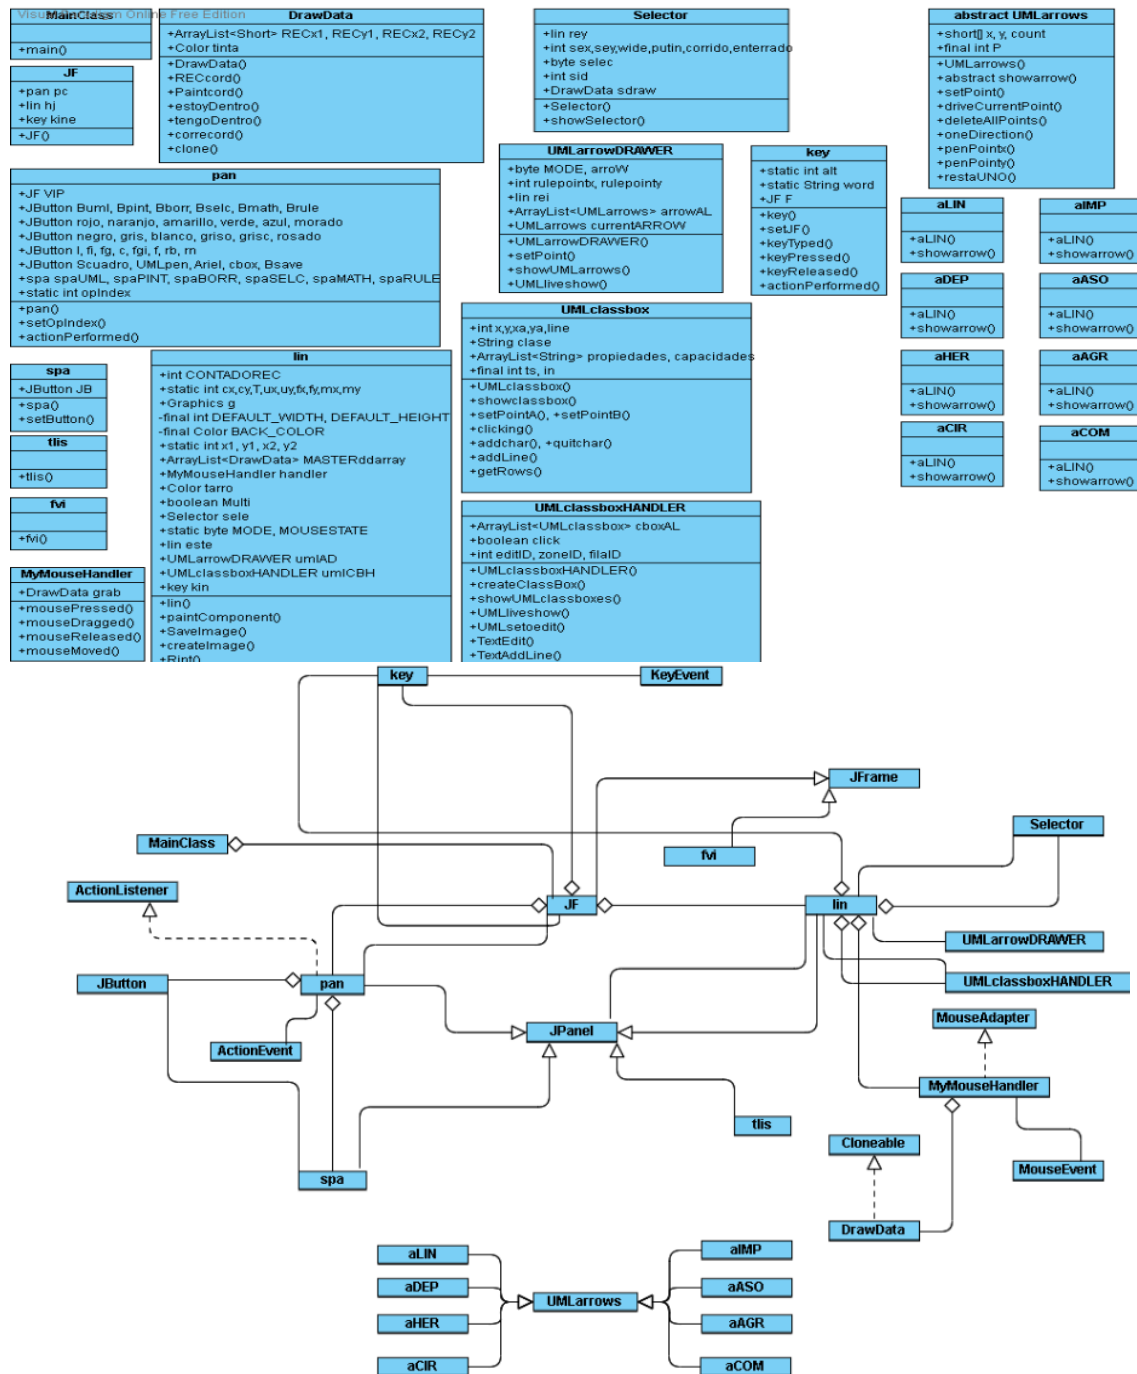 Visual Paradigm Online Free Edition
MainClass
+main()
JF
+pan pc
+lin hj
+key kine
+JF()
DrawData
+ArrayList<Short> RECx1, RECy1, RECx2, RECy2
+Color tinta
+DrawData()
+RECcord()
+Paintcord()
+estoyDentro()
+tengoDentro()
+correcord()
+clone()
Selector
+lin rey
+int sex,sey,wide,putin,corrido,enterrado
+byte selec
+int sid
+DrawData sdraw
+Selector()
+showSelector()
abstract UMLarrows
+short[] x, y, count
+final int P
+UMLarrows()
+abstract showarrow()
+setPoint()
+driveCurrentPoint()
+deleteAllPoints()
+oneDirection()
+penPointx()
+penPointy()
+restaUNO()
UMLarrowDRAWER
+byte MODE, arroW
+int rulepointx, rulepointy
+lin rei
+ArrayList<UMLarrows> arrowAL
+UMLarrows currentARROW
+UMLarrowDRAWER()
+setPoint()
+showUMLarrows()
+UMLliveshow()
key
+static int alt
+static String word
+JF F
+key()
+setJF()
+keyTyped()
+keyPressed()
+keyReleased()
+actionPerformed()
pan
+JF VIP
+JButton Buml, Bpint, Bborr, Bselc, Bmath, Brule
+JButton rojo, naranjo, amarillo, verde, azul, morado
+JButton negro, gris, blanco, griso, grisc, rosado
+JButton l, fi, fg, c, fgi, f, rb, rn
+JButton Scuadro, UMLpen, Ariel, cbox, Bsave
+spa spaUML, spaPINT, spaBORR, spaSELC, spaMATH, spaRULE
+static int opIndex
+pan()
+setOpIndex()
+actionPerformed()
aLIN
+aLIN()
+showarrow()
aIMP
+aLIN()
+showarrow()
aDEP
+aLIN()
+showarrow()
aASO
+aLIN()
+showarrow()
aHER
+aLIN()
+showarrow()
aAGR
+aLIN()
+showarrow()
aCIR
+aLIN()
+showarrow()
aCOM
+aLIN()
+showarrow()
UMLclassbox
+int x,y,xa,ya,line
+String clase
+ArrayList<String> propiedades, capacidades
+final int ts, in
+UMLclassbox()
+showclassbox()
+setPointA(), +setPointB()
+clicking()
+addchar(), +quitchar()
+addLine()
+getRows()
spa
+JButton JB
+spa()
+setButton()
tlis
+tlis()
fvi
+fvi()
MyMouseHandler
+DrawData grab
+mousePressed()
+mouseDragged()
+mouseReleased()
+mouseMoved()
lin
+int CONTADOREC
+static int cx,cy,T,ux,uy,fx,fy,mx,my
+Graphics g
-final int DEFAULT_WIDTH, DEFAULT_HEIGHT
-final Color BACK_COLOR
+static int x1, y1, x2, y2
+ArrayList<DrawData> MASTERddarray
+MyMouseHandler handler
+Color tarro
+boolean Multi
+Selector sele
+static byte MODE, MOUSESTATE
+lin este
+UMLarrowDRAWER umlAD
+UMLclassboxHANDLER umlCBH
+key kin
+lin()
+paintComponent()
+SaveImage()
+createImage()
+Rint()
UMLclassboxHANDLER
+ArrayList<UMLclassbox> cboxAL
+boolean click
+int editID, zoneID, filaID
+UMLclassboxHANDLER()
+createClassBox()
+showUMLclassboxes()
+UMLliveshow()
+UMLsetoedit()
+TextEdit()
+TextAddLine()
key
KeyEvent
JFrame
MainClass
fvi
Selector
ActionListener
JF
lin
UMLarrowDRAWER
JButton
pan
UMLclassboxHANDLER
ActionEvent
JPanel
MouseAdapter
MyMouseHandler
tlis
Cloneable
spa
MouseEvent
DrawData
aLIN
aIMP
aDEP
aASO
UMLarrows
aHER
aAGR
aCIR
aCOM